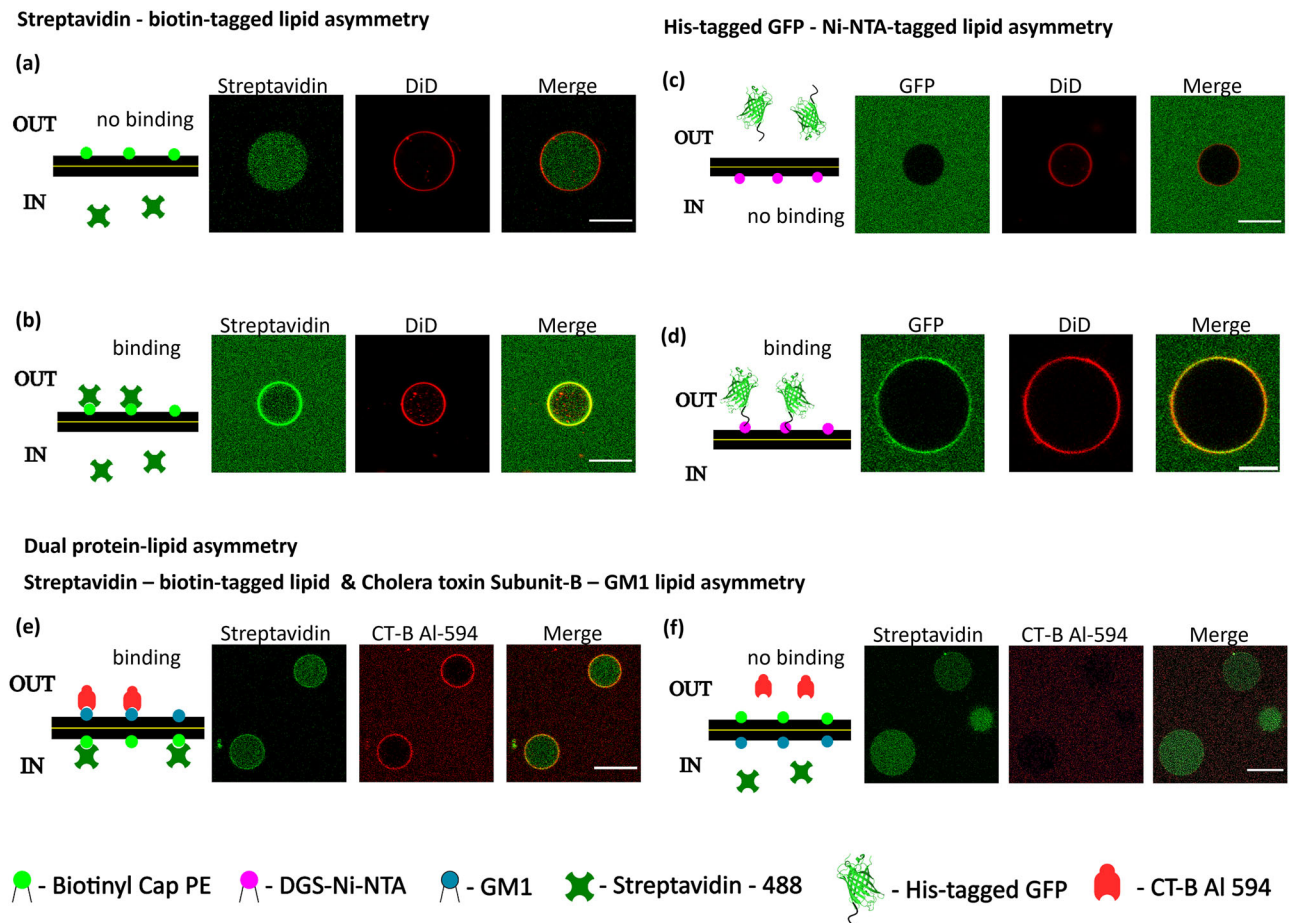 Streptavidin - biotin-tagged lipid asymmetry
His-tagged GFP - Ni-NTA-tagged lipid asymmetry
(a)
OUT
no binding
IN
Streptavidin
DiD
Merge
(c)
OUT
IN
no binding
GFP
DiD
Merge
(b)
binding
OUT
IN
Streptavidin
DiD
Merge
(d)
binding
OUT
IN
GFP
DiD
Merge
Dual protein-lipid asymmetry
Streptavidin – biotin-tagged lipid & Cholera toxin Subunit-B – GM1 lipid asymmetry
(e)
binding
OUT
IN
Streptavidin
CT-B Al-594
Merge
(f)
no binding
OUT
IN
Streptavidin
CT-B Al-594
Merge
- Biotinyl Cap PE
- DGS-Ni-NTA
- GM1
- Streptavidin - 488
- His-tagged GFP
- CT-B Al 594